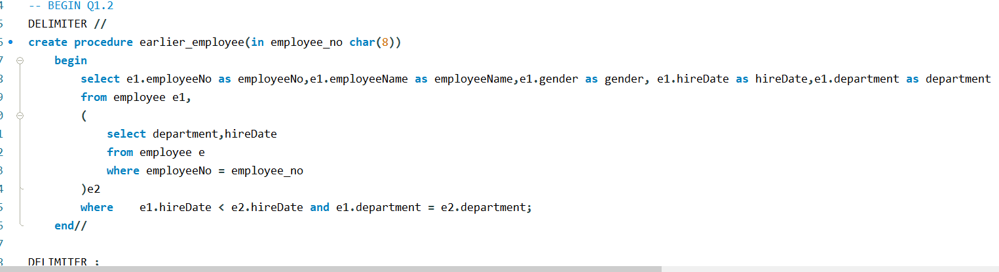 -- BEGIN Q1.2
DELIMITER //
create procedure earlier_employee(in employee_no char(8))
begin
select e1.employeeNo as employeeNo,e1.employeeName as employeeName,e1.gender as gender, e1.hireDate as hireDate,e1.department as department
from employee e1,
(
select department,hireDate
from employee e
where employeeNo = employee_no
)e2
where    e1.hireDate < e2.hireDate and e1.department = e2.department;
end//
DELIMITER ;